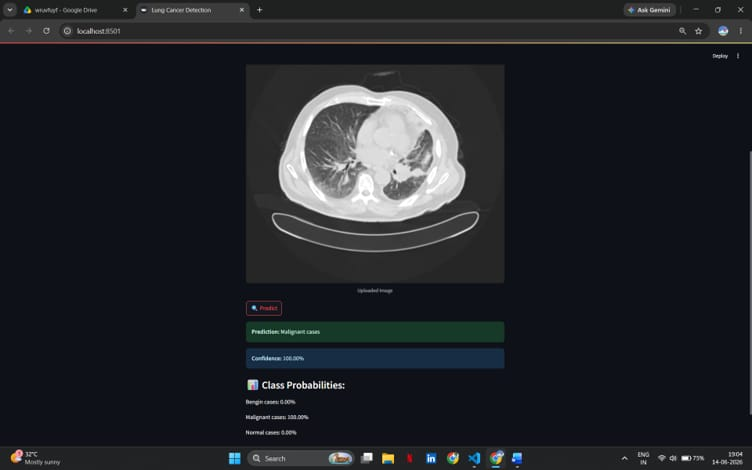 wruvfuyf - Google Drive
Lung Cancer Detection
Ask Gemini
localhost:8501
Deploy
Uploaded Image
Predict
Prediction: Malignant cases
Confidence: 100.00%
Class Probabilities:
Bengin cases: 0.00%
Malignant cases: 100.00%
Normal cases: 0.00%
32°C
Mostly sunny
Search
ENG
IN
75%
19:04
14-06-2026